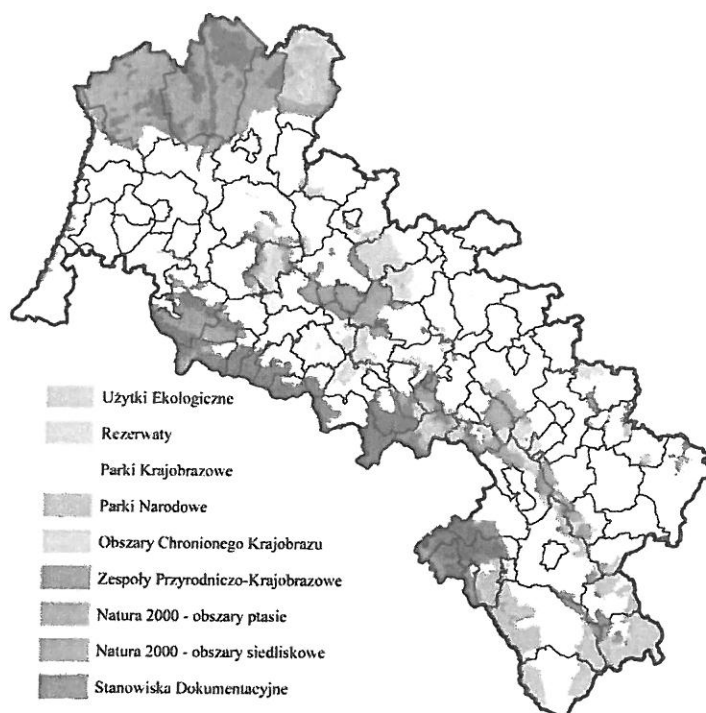 Użytki Ekologiczne
Rezerwaty
Parki Krajobrazowe
Parki Narodowe
Obszary Chronionego Krajobrazu
Zespoły Przyrodniczo-Krajobrazowe
Natura 2000 - obszary ptasie
Natura 2000 - obszary siedliskowe
Stanowiska Dokumentacyjne